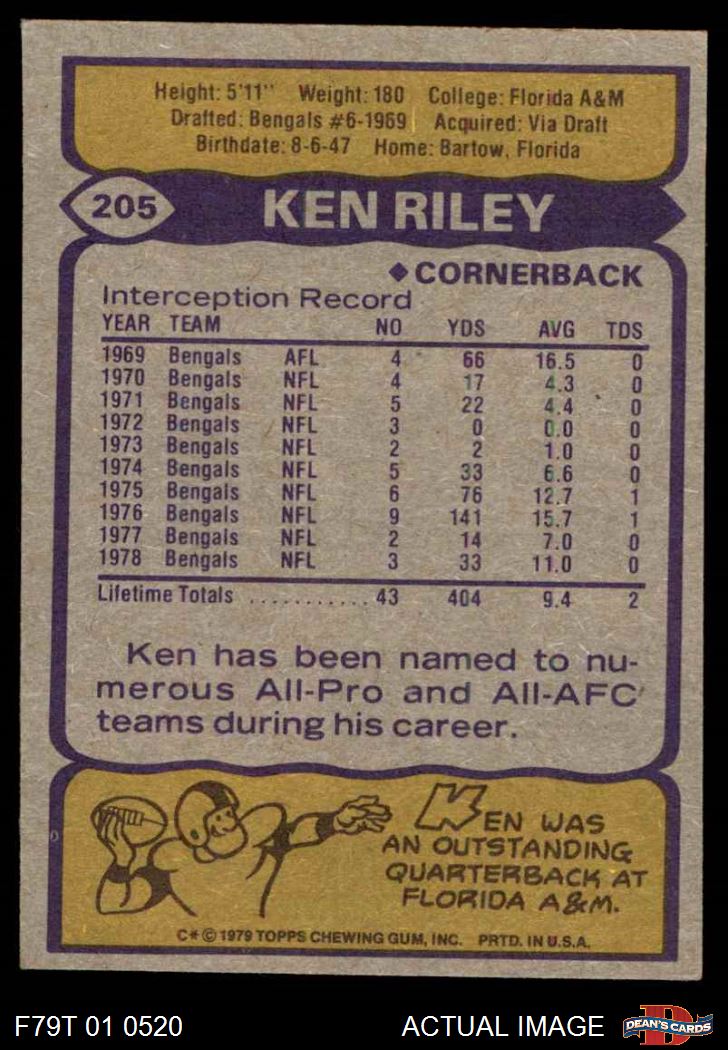 Height: 5'11" Weight: 180 College: Florida A&M
Drafted: Bengals #6-1969 Acquired: Via Draft
Birthdate: 8-6-47 Home: Bartow, Florida
205 KEN RILEY
◆CORNERBACK
Interception Record
YEAR TEAM NO YDS AVG TDS
1969 Bengals AFL 4 66 16.5 0
1970 Bengals NFL 4 17 4.3 0
1971 Bengals NFL 5 22 4.4 0
1972 Bengals NFL 3 0 0.0 0
1973 Bengals NFL 2 2 1.0 0
1974 Bengals NFL 5 33 6.6 0
1975 Bengals NFL 6 76 12.7 1
1976 Bengals NFL 9 141 15.7 1
1977 Bengals NFL 2 14 7.0 0
1978 Bengals NFL 3 33 11.0 0
Lifetime Totals ........... 43 404 9.4 2
Ken has been named to nu-
merous All-Pro and All-AFC
teams during his career.
KEN WAS
AN OUTSTANDING
QUARTERBACK AT
FLORIDA A&M.
C* © 1979 TOPPS CHEWING GUM, INC. PRTD. IN U.S.A.
F79T 01 0520 ACTUAL IMAGE D DEAN'S CARDS